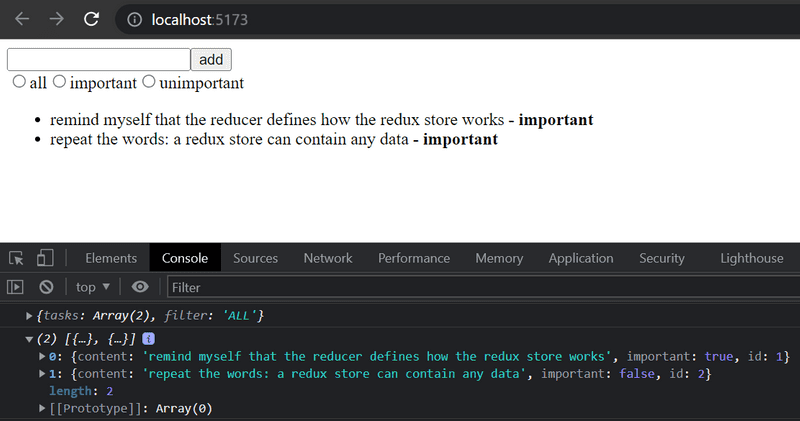 localhost:5173
add
all important unimportant
• remind myself that the reducer defines how the redux store works - important
• repeat the words: a redux store can contain any data - important
Elements Console Sources Network Performance Memory Application Security Lighthouse
top ▼ Filter
▶{tasks: Array(2), filter: 'ALL'}
▼(2) [{…}, {…}] i
▶0: {content: 'remind myself that the reducer defines how the redux store works', important: true, id: 1}
▶1: {content: 'repeat the words: a redux store can contain any data', important: false, id: 2}
length: 2
▶[[Prototype]]: Array(0)